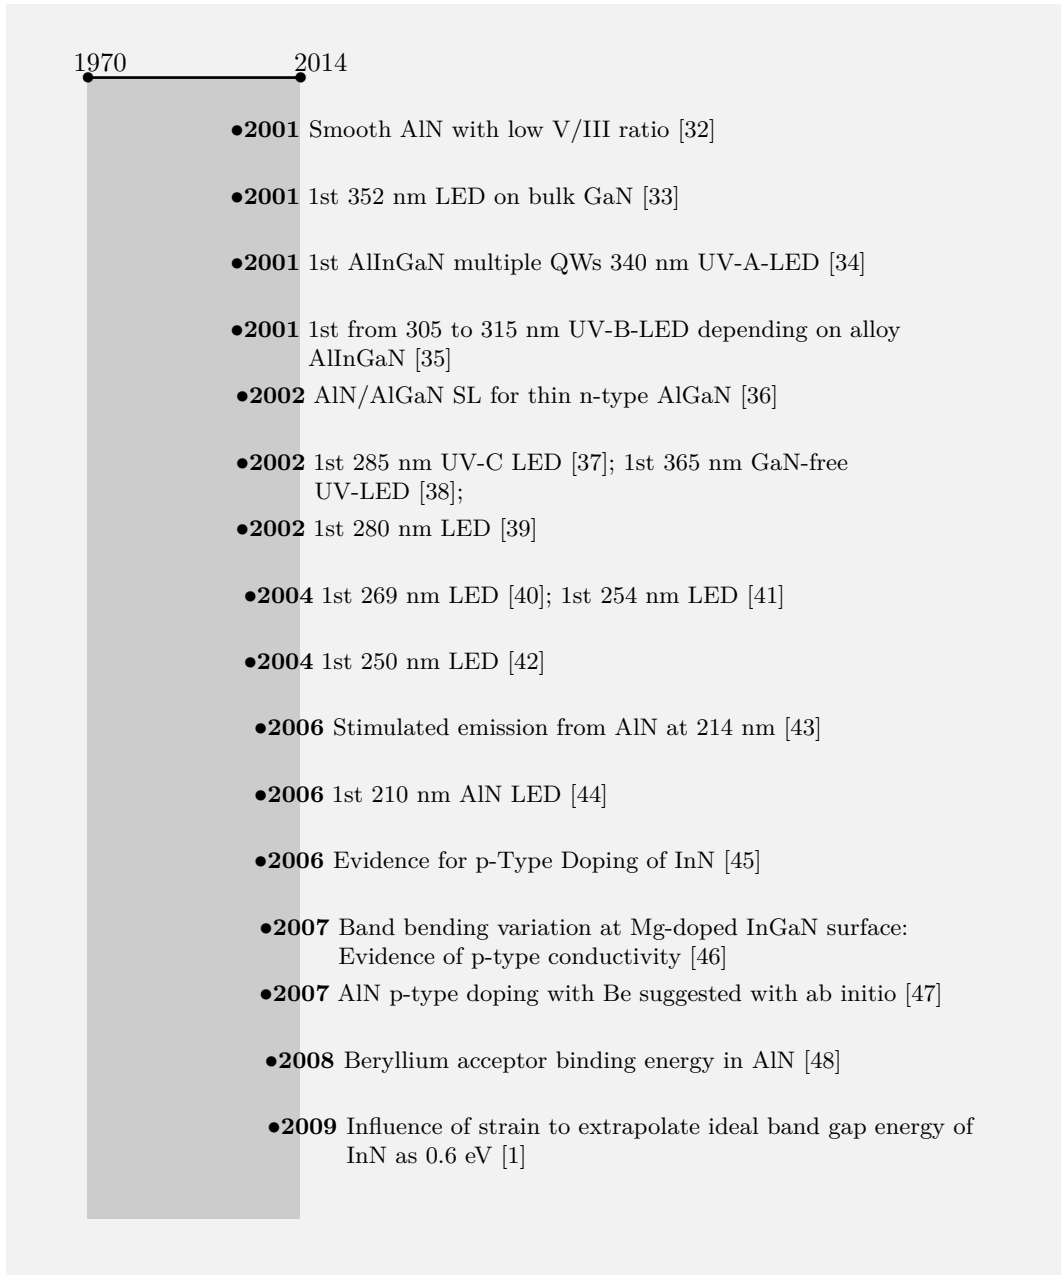 1970 2014
•2001 Smooth AlN with low V/III ratio [32]
•2001 1st 352 nm LED on bulk GaN [33]
•2001 1st AlInGaN multiple QWs 340 nm UV-A-LED [34]
•2001 1st from 305 to 315 nm UV-B-LED depending on alloy
AlInGaN [35]
•2002 AlN/AlGaN SL for thin n-type AlGaN [36]
•2002 1st 285 nm UV-C LED [37]; 1st 365 nm GaN-free
UV-LED [38];
•2002 1st 280 nm LED [39]
•2004 1st 269 nm LED [40]; 1st 254 nm LED [41]
•2004 1st 250 nm LED [42]
•2006 Stimulated emission from AlN at 214 nm [43]
•2006 1st 210 nm AlN LED [44]
•2006 Evidence for p-Type Doping of InN [45]
•2007 Band bending variation at Mg-doped InGaN surface:
Evidence of p-type conductivity [46]
•2007 AlN p-type doping with Be suggested with ab initio [47]
•2008 Beryllium acceptor binding energy in AlN [48]
•2009 Influence of strain to extrapolate ideal band gap energy of
InN as 0.6 eV [1]